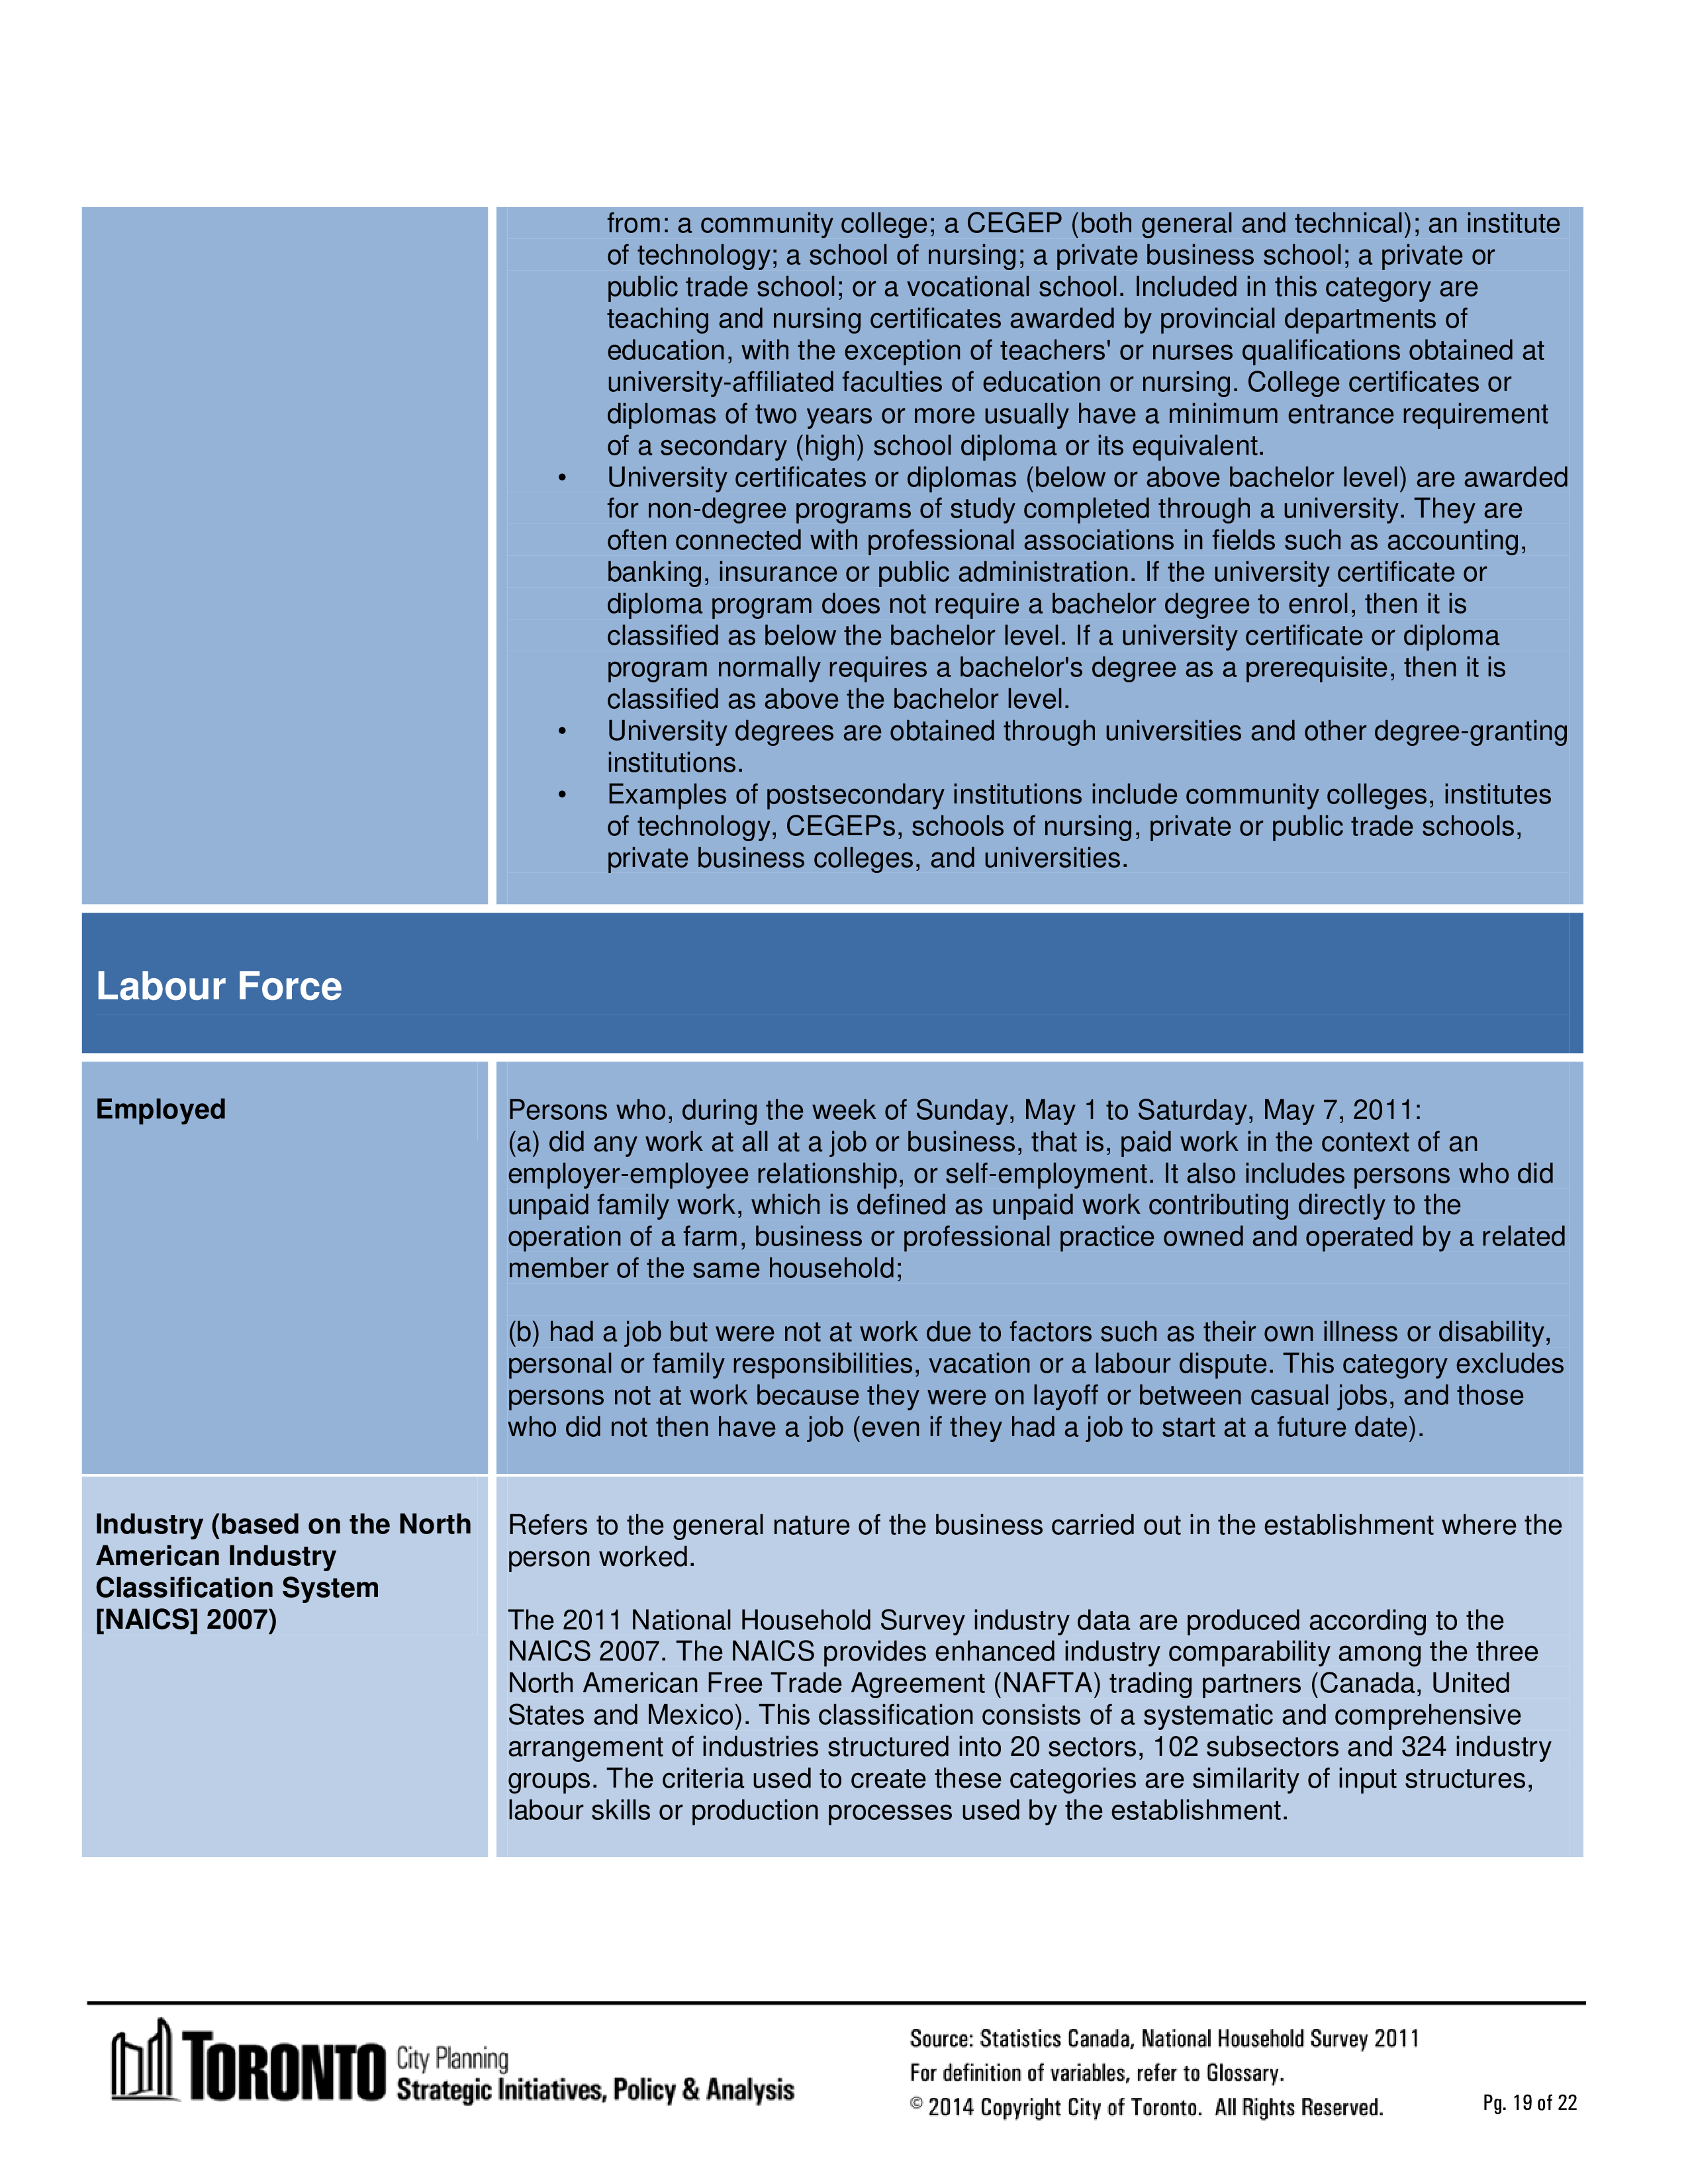 from: a community college; a CEGEP (both general and technical); an institute
of technology; a school of nursing; a private business school; a private or
public trade school; or a vocational school. Included in this category are
teaching and nursing certificates awarded by provincial departments of
education, with the exception of teachers' or nurses qualifications obtained at
university-affiliated faculties of education or nursing. College certificates or
diplomas of two years or more usually have a minimum entrance requirement
of a secondary (high) school diploma or its equivalent.
• University certificates or diplomas (below or above bachelor level) are awarded
for non-degree programs of study completed through a university. They are
often connected with professional associations in fields such as accounting,
banking, insurance or public administration. If the university certificate or
diploma program does not require a bachelor degree to enrol, then it is
classified as below the bachelor level. If a university certificate or diploma
program normally requires a bachelor's degree as a prerequisite, then it is
classified as above the bachelor level.
• University degrees are obtained through universities and other degree-granting
institutions.
• Examples of postsecondary institutions include community colleges, institutes
of technology, CEGEPs, schools of nursing, private or public trade schools,
private business colleges, and universities.
Labour Force
Employed
Persons who, during the week of Sunday, May 1 to Saturday, May 7, 2011:
(a) did any work at all at a job or business, that is, paid work in the context of an
employer-employee relationship, or self-employment. It also includes persons who did
unpaid family work, which is defined as unpaid work contributing directly to the
operation of a farm, business or professional practice owned and operated by a related
member of the same household;
(b) had a job but were not at work due to factors such as their own illness or disability,
personal or family responsibilities, vacation or a labour dispute. This category excludes
persons not at work because they were on layoff or between casual jobs, and those
who did not then have a job (even if they had a job to start at a future date).
Industry (based on the North
American Industry
Classification System
[NAICS] 2007)
Refers to the general nature of the business carried out in the establishment where the
person worked.
The 2011 National Household Survey industry data are produced according to the
NAICS 2007. The NAICS provides enhanced industry comparability among the three
North American Free Trade Agreement (NAFTA) trading partners (Canada, United
States and Mexico). This classification consists of a systematic and comprehensive
arrangement of industries structured into 20 sectors, 102 subsectors and 324 industry
groups. The criteria used to create these categories are similarity of input structures,
labour skills or production processes used by the establishment.
TORONTO
City Planning
Strategic Initiatives, Policy & Analysis
Source: Statistics Canada, National Household Survey 2011
For definition of variables, refer to Glossary.
© 2014 Copyright City of Toronto. All Rights Reserved.
Pg. 19 of 22